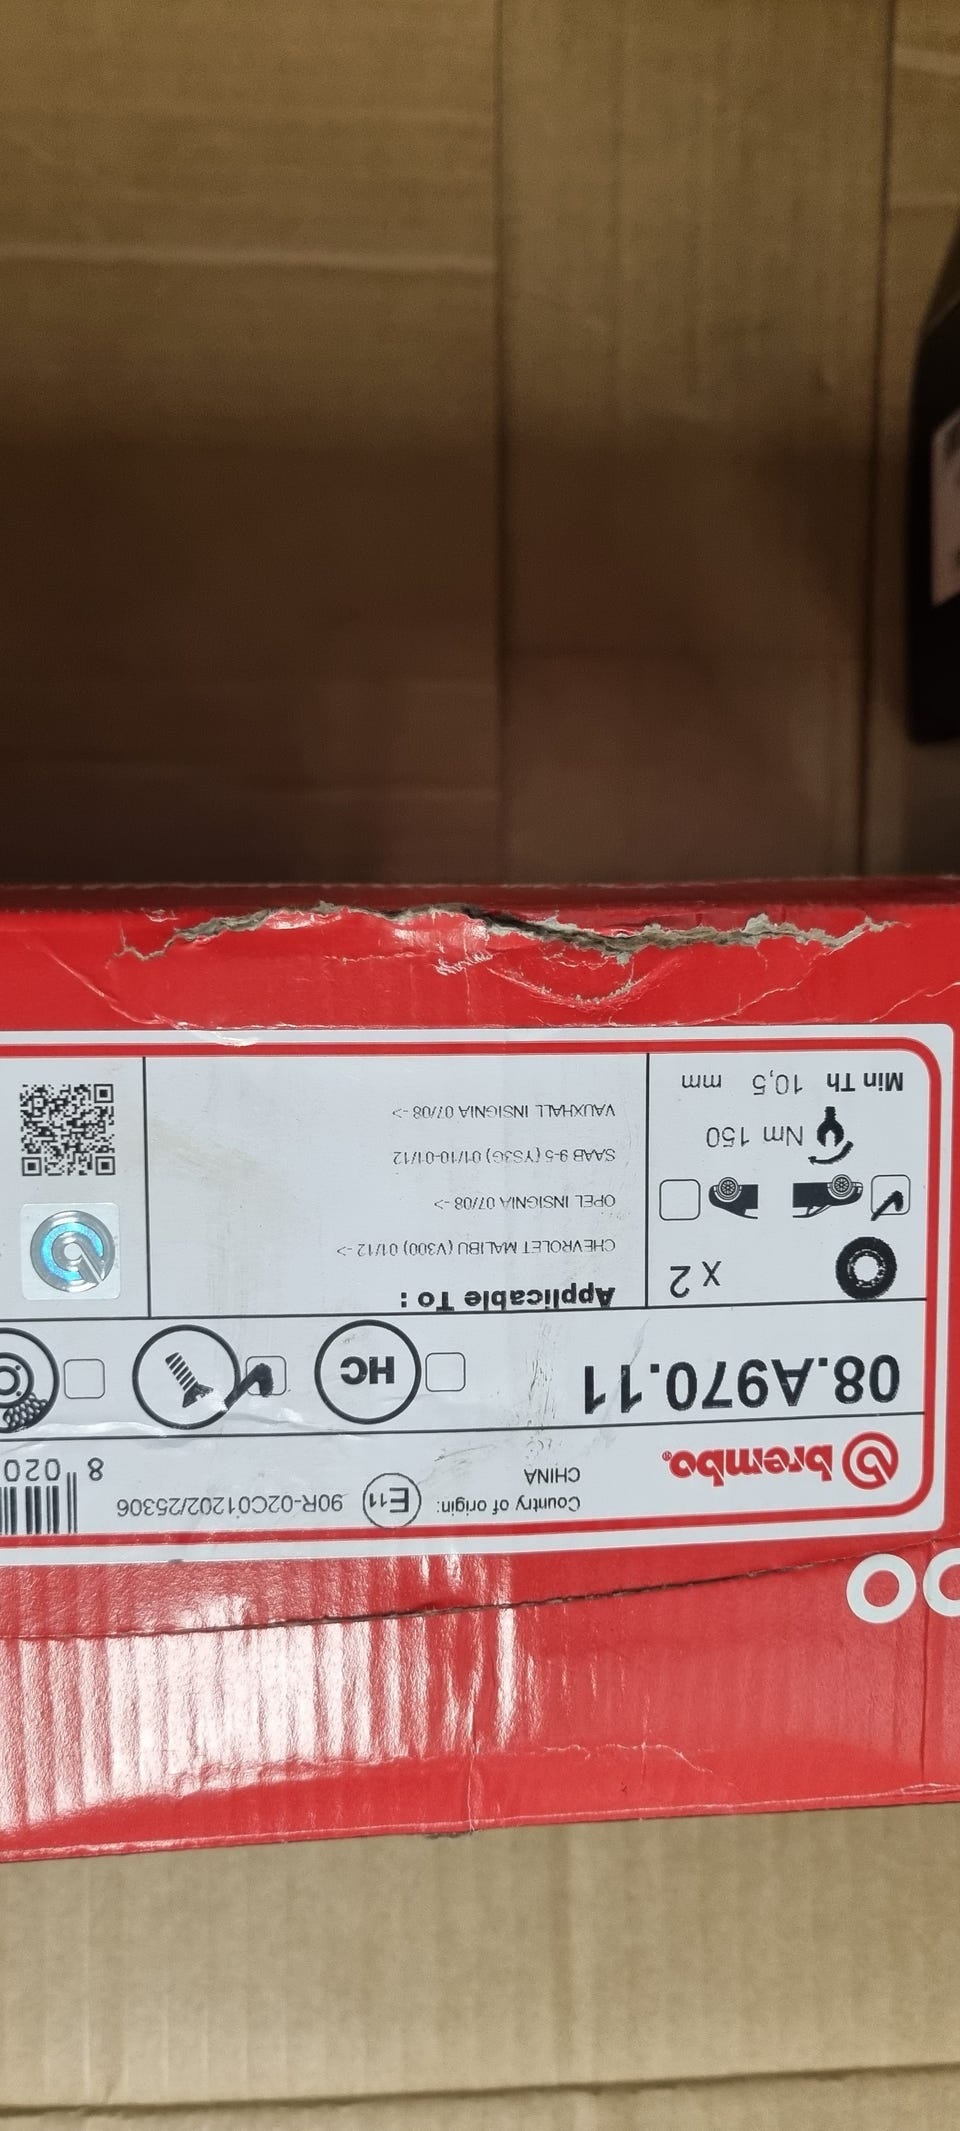 brembo®
Country of origin:
CHINA
E11
90R-02C01202/25306
8 020
08.A970.11
HC
x 2
Nm 150
Min Th 10,5 mm
Applicable To :
CHEVROLET MALIBU (V300) 01/12->
OPEL INSIGNIA 07/08->
SAAB 9-5 (YS3G) 01/10-01/12
VAUXHALL INSIGNIA 07/08->